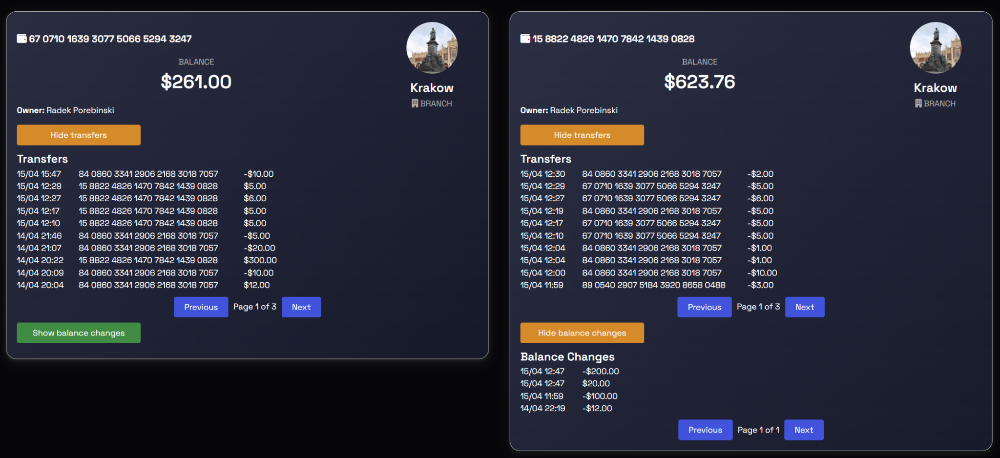 67 0710 1639 3077 5066 5294 3247
BALANCE
$261.00
Krakow
BRANCH
Owner: Radek Porebinski
Hide transfers
Transfers
15/04 15:47 84 0860 3341 2906 2168 3018 7057 -$10.00
15/04 12:29 15 8822 4826 1470 7842 1439 0828 $5.00
15/04 12:27 15 8822 4826 1470 7842 1439 0828 $6.00
15/04 12:17 15 8822 4826 1470 7842 1439 0828 $5.00
15/04 12:10 15 8822 4826 1470 7842 1439 0828 $5.00
14/04 21:46 84 0860 3341 2906 2168 3018 7057 -$5.00
14/04 21:07 84 0860 3341 2906 2168 3018 7057 -$20.00
14/04 20:22 15 8822 4826 1470 7842 1439 0828 $300.00
14/04 20:09 84 0860 3341 2906 2168 3018 7057 -$10.00
14/04 20:04 84 0860 3341 2906 2168 3018 7057 $12.00
Previous Page 1 of 3 Next
Show balance changes
15 8822 4826 1470 7842 1439 0828
BALANCE
$623.76
Krakow
BRANCH
Owner: Radek Porebinski
Hide transfers
Transfers
15/04 12:30 84 0860 3341 2906 2168 3018 7057 -$2.00
15/04 12:29 67 0710 1639 3077 5066 5294 3247 -$5.00
15/04 12:27 67 0710 1639 3077 5066 5294 3247 -$6.00
15/04 12:19 84 0860 3341 2906 2168 3018 7057 -$5.00
15/04 12:17 67 0710 1639 3077 5066 5294 3247 -$5.00
15/04 12:10 67 0710 1639 3077 5066 5294 3247 -$5.00
15/04 12:04 84 0860 3341 2906 2168 3018 7057 -$1.00
15/04 12:04 84 0860 3341 2906 2168 3018 7057 -$1.00
15/04 12:00 84 0860 3341 2906 2168 3018 7057 -$10.00
15/04 11:59 89 0540 2907 5184 3920 8658 0488 -$3.00
Previous Page 1 of 3 Next
Hide balance changes
Balance Changes
15/04 12:47 -$200.00
15/04 12:47 $20.00
15/04 11:59 -$100.00
14/04 22:19 -$12.00
Previous Page 1 of 1 Next